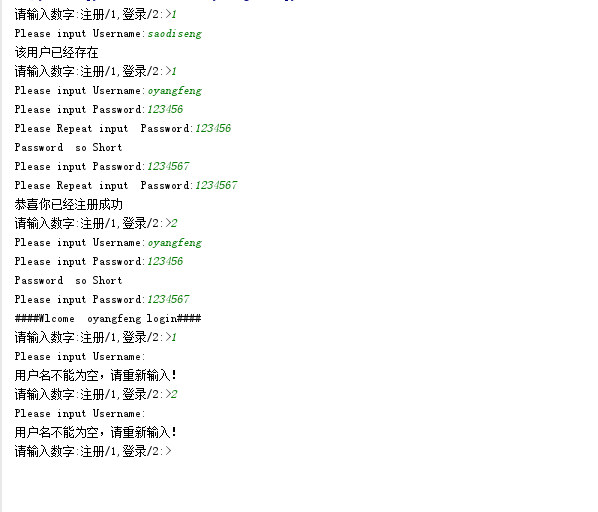 请输入数字:注册/1,登录/2:>1
Please input Username:saodiseng
该用户已经存在
请输入数字:注册/1,登录/2:>1
Please input Username:oyangfeng
Please input Password:123456
Please Repeat input  Password:123456
Password  so Short
Please input Password:1234567
Please Repeat input  Password:1234567
恭喜你已经注册成功
请输入数字:注册/1,登录/2:>2
Please input Username:oyangfeng
Please input Password:123456
Password  so Short
Please input Password:1234567
####Wlcome  oyangfeng login####
请输入数字:注册/1,登录/2:>1
Please input Username:
用户名不能为空，请重新输入！
请输入数字:注册/1,登录/2:>2
Please input Username:
用户名不能为空，请重新输入！
请输入数字:注册/1,登录/2:>